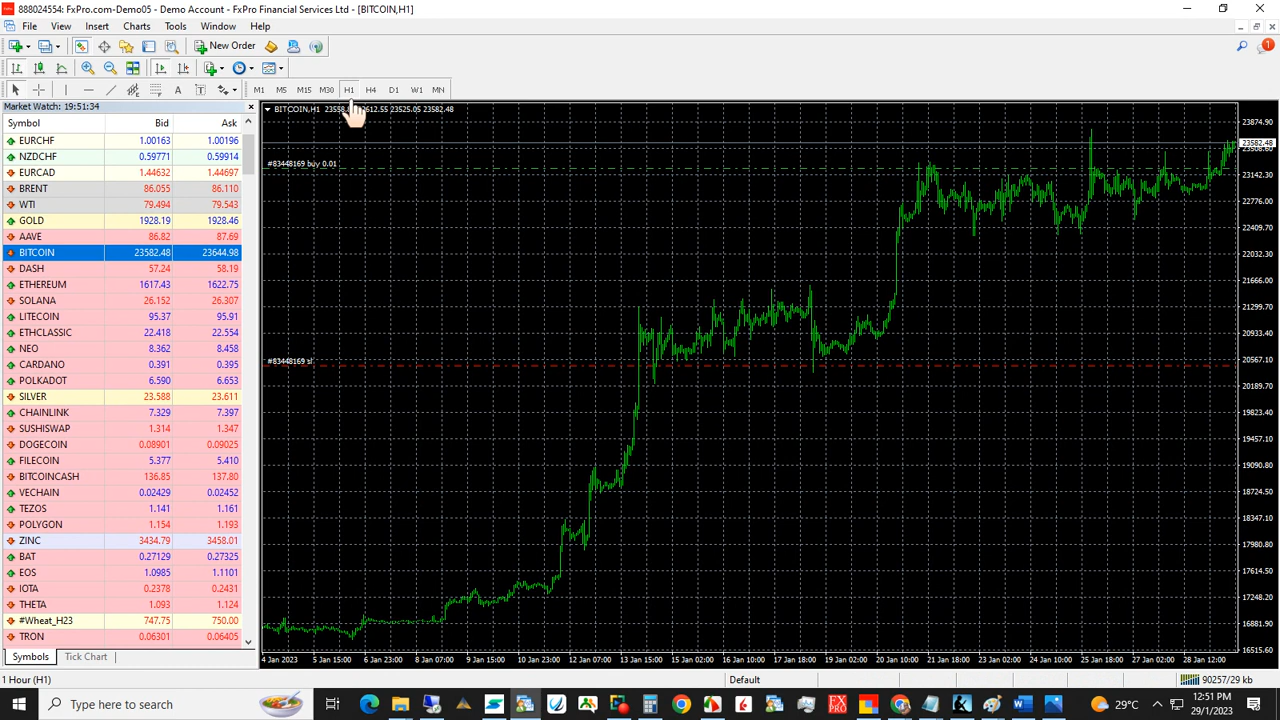 888024554: FxPro.com-Demo05 - Demo Account - FxPro Financial Services Ltd - [BITCOIN,H1]
File View Insert Charts Tools Window Help
1
New Order
M1 M5 M15 M30 H1 H4 D1 W1 MN
Market Watch: 19:51:34
Symbol Bid Ask
EURCHF 1.00163 1.00196
NZDCHF 0.59771 0.59914
EURCAD 1.44632 1.44697
BRENT 86.055 86.110
WTI 79.494 79.543
GOLD 1928.19 1928.46
AAVE 86.82 87.69
BITCOIN 23582.48 23644.98
DASH 57.24 58.19
ETHEREUM 1617.43 1622.75
SOLANA 26.152 26.307
LITECOIN 95.37 95.91
ETHCLASSIC 22.418 22.554
NEO 8.362 8.458
CARDANO 0.391 0.395
POLKADOT 6.590 6.653
SILVER 23.588 23.611
CHAINLINK 7.329 7.397
SUSHISWAP 1.314 1.347
DOGECOIN 0.08901 0.09025
FILECOIN 5.377 5.410
BITCOINCASH 136.85 137.80
VECHAIN 0.02429 0.02452
TEZOS 1.141 1.161
POLYGON 1.154 1.193
ZINC 3434.79 3458.01
BAT 0.27129 0.27325
EOS 1.0985 1.1101
IOTA 0.2378 0.2431
THETA 1.093 1.124
#Wheat_H23 747.75 750.00
TRON 0.06301 0.06405
Symbols Tick Chart
BITCOIN,H1 23525.05 23582.48
#83448169 buy 0.01
#83448169 sl
23874.90
23582.48
23142.30
22776.00
22409.70
22032.30
21666.00
21299.70
20933.40
20567.10
20189.70
19823.40
19457.10
19090.80
18724.50
18347.10
17980.80
17614.50
17248.20
16881.90
16515.60
4 Jan 2023 5 Jan 15:00 6 Jan 23:00 8 Jan 07:00 9 Jan 15:00 10 Jan 23:00 12 Jan 07:00 13 Jan 15:00 15 Jan 02:00 16 Jan 10:00 17 Jan 18:00 19 Jan 02:00 20 Jan 10:00 21 Jan 18:00 23 Jan 02:00 24 Jan 10:00 25 Jan 18:00 27 Jan 02:00 28 Jan 12:00
1 Hour (H1) Default 90257/29 kb
Type here to search
29°C
12:51 PM
29/1/2023